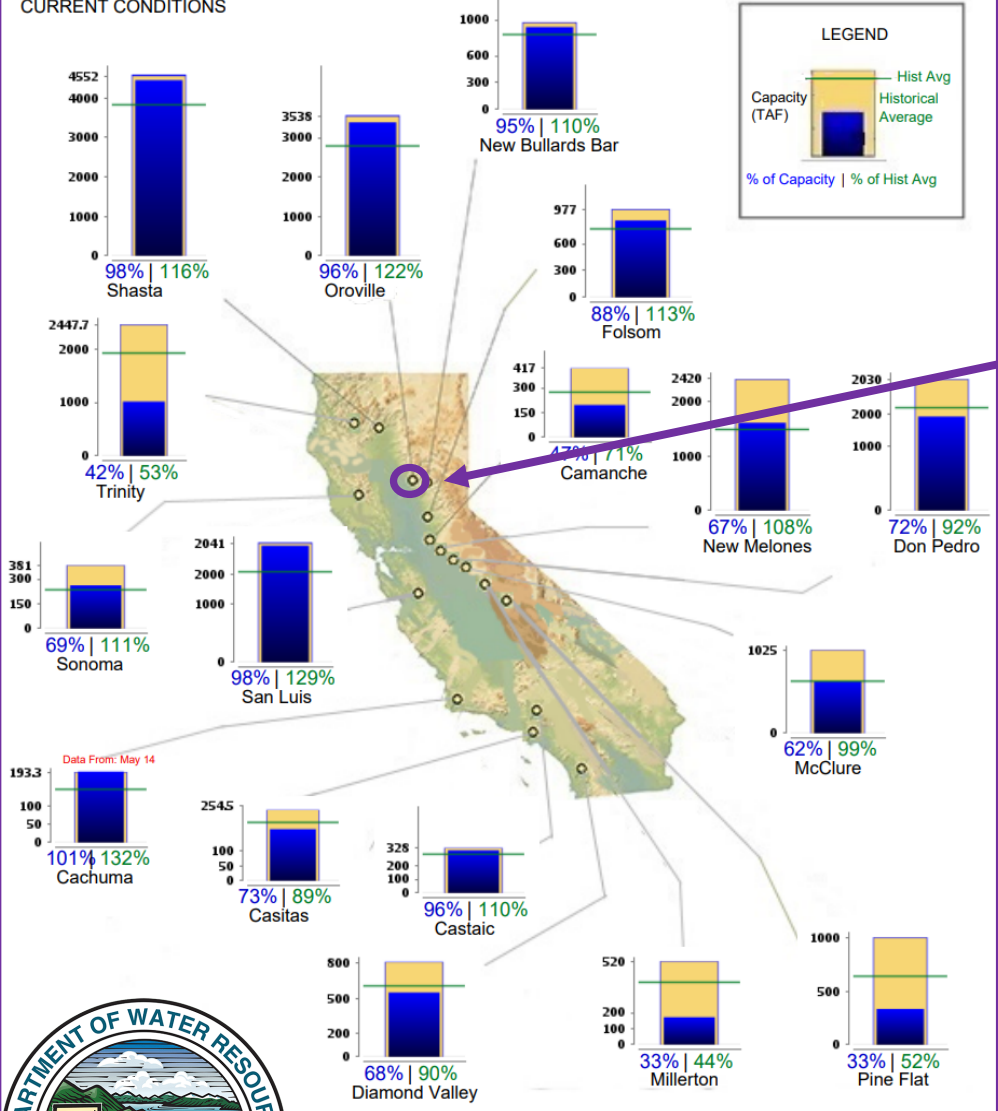 CURRENT CONDITIONS
LEGEND
Hist Avg
Capacity
(TAF)
Historical
Average
% of Capacity | % of Hist Avg
1000
600
300
0
95% | 110%
New Bullards Bar
4552
4000
3000
2000
1000
0
98% | 116%
Shasta
3538
3000
2000
1000
0
96% | 122%
Oroville
977
600
300
0
88% | 113%
Folsom
2447.7
2000
1000
0
42% | 53%
Trinity
417
300
150
0
47% | 71%
Camanche
2420
2000
1000
0
67% | 108%
New Melones
2030
2000
1000
0
72% | 92%
Don Pedro
381
300
150
0
69% | 111%
Sonoma
2041
2000
1000
0
98% | 129%
San Luis
1025
0
62% | 99%
McClure
Data From: May 14
193.3
100
50
0
101% | 132%
Cachuma
254.5
100
50
0
73% | 89%
Casitas
328
200
100
0
96% | 110%
Castaic
800
500
200
0
68% | 90%
Diamond Valley
520
200
100
0
33% | 44%
Millerton
1000
500
0
33% | 52%
Pine Flat
ARTMENT OF WATER RESOUR